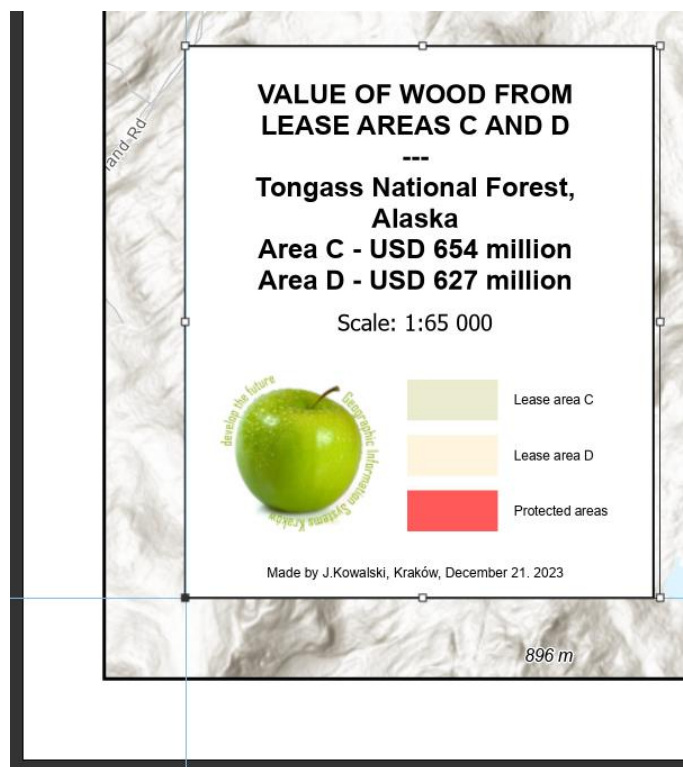 land Rd
VALUE OF WOOD FROM
LEASE AREAS C AND D
---
Tongass National Forest,
Alaska
Area C - USD 654 million
Area D - USD 627 million
Scale: 1:65 000
develop the future
Geographic Information Systems Kraków
Lease area C
Lease area D
Protected areas
Made by J.Kowalski, Kraków, December 21. 2023
896 m